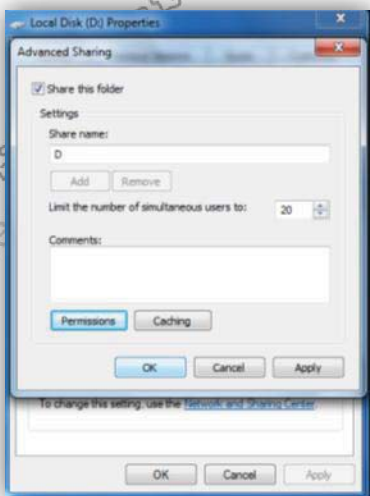 Local Disk (D:) Properties
Advanced Sharing
Share this folder
Settings
Share name:
D
Add Remove
Limit the number of simultaneous users to: 20
Comments:
Permissions Caching
OK Cancel Apply
To change this setting, use the Network and Sharing Center
OK Cancel Apply